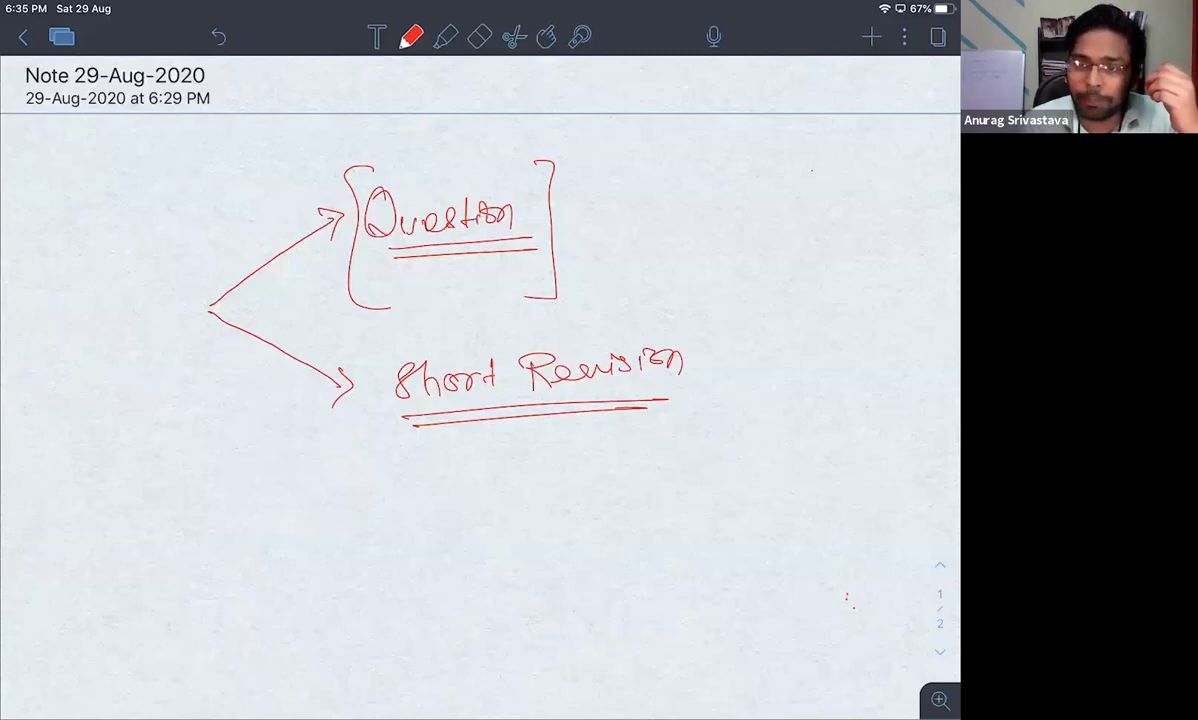 6:35 PM Sat 29 Aug
67%
Note 29-Aug-2020
29-Aug-2020 at 6:29 PM
Anurag Srivastava
Question
Short Revision
1
/
2